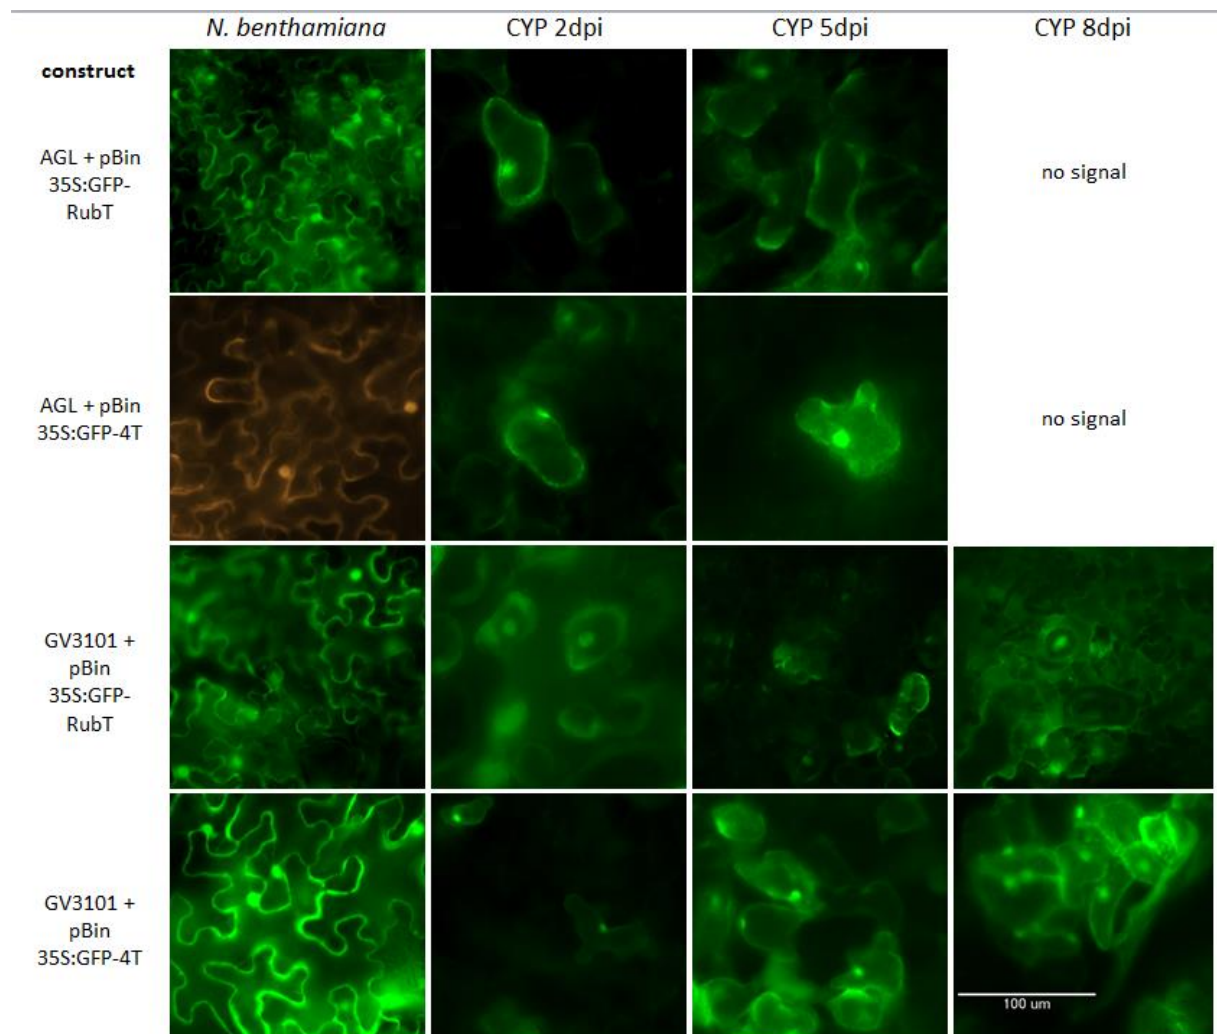 N. benthamiana CYP 2dpi CYP 5dpi CYP 8dpi
construct
AGL + pBin
35S:GFP-
RubT
no signal
AGL + pBin
35S:GFP-4T
no signal
GV3101 +
pBin
35S:GFP-
RubT
GV3101 +
pBin
35S:GFP-4T
100 um